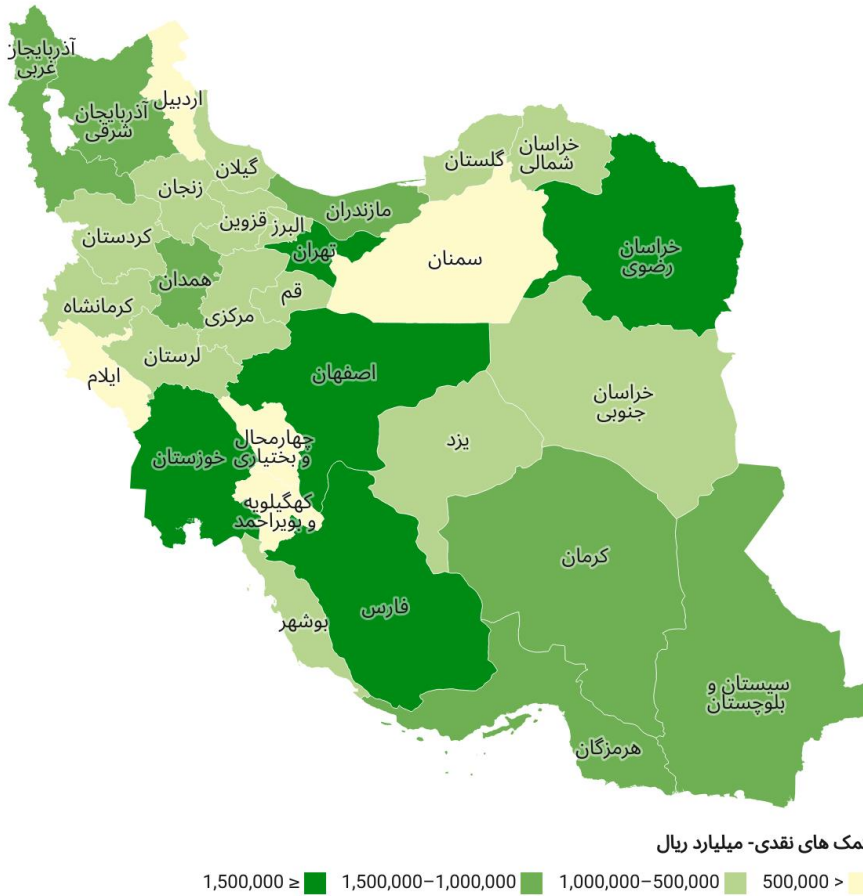 آذربایجان
غربی
آذربایجان
شرقی
اردبیل
گیلان
زنجان
گلستان
خراسان
شمالی
مازندران
قزوین
البرز
کردستان
تهران
خراسان
رضوی
سمنان
همدان
قم
کرمانشاه
مرکزی
لرستان
ایلام
اصفهان
خراسان
جنوبی
چهارمحال
و بختیاری
یزد
خوزستان
کهگیلویه
و بویراحمد
کرمان
فارس
بوشهر
سیستان و
بلوچستان
هرمزگان
های نقدی- میلیارد ریال
500,000 > 1,000,000–500,000 1,500,000–1,000,000 1,500,000 ≤